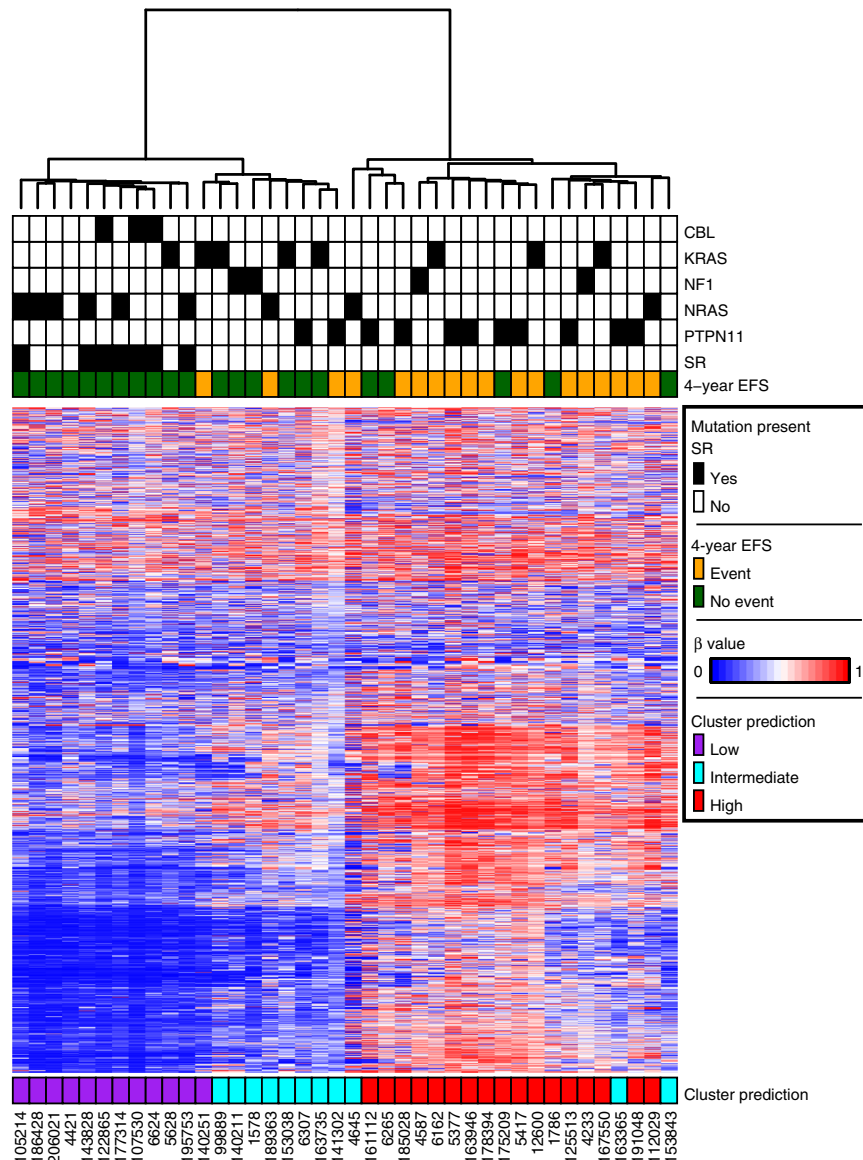 CBL
KRAS
NF1
NRAS
PTPN11
SR
4–year EFS
Mutation present
SR
Yes
No
4-year EFS
Event
No event
β value
0 1
Cluster prediction
Low
Intermediate
High
Cluster prediction
105214
186428
206021
4421
143828
122865
177314
107530
6624
5628
195753
140251
99889
140211
1578
189363
153038
6307
163735
141302
4645
161112
6265
185028
4587
6162
5377
163946
178394
175209
5417
12600
1786
125513
4233
167550
163365
191048
112029
153843